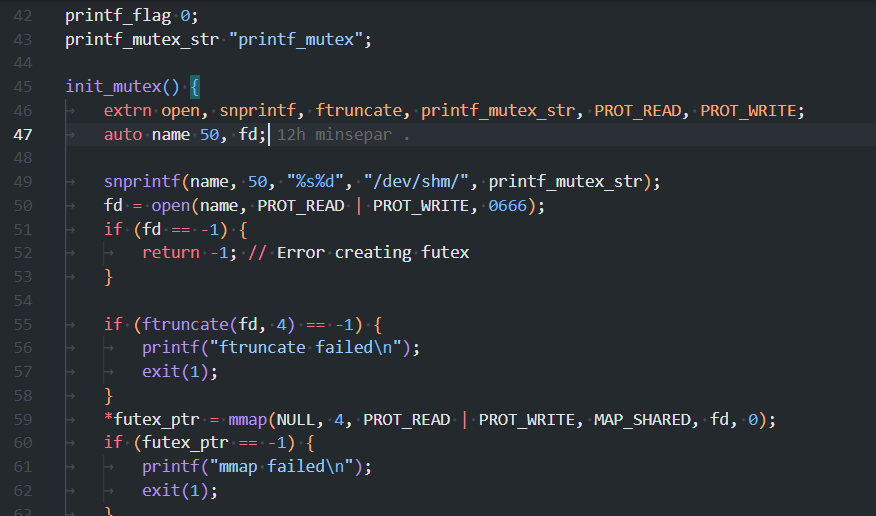 42 printf_flag 0;
43 printf_mutex_str "printf_mutex";
44
45 init_mutex() {
46 extrn open, snprintf, ftruncate, printf_mutex_str, PROT_READ, PROT_WRITE;
47 auto name 50, fd; 12h minsepar .
48
49 snprintf(name, 50, "%s%d", "/dev/shm/", printf_mutex_str);
50 fd = open(name, PROT_READ | PROT_WRITE, 0666);
51 if (fd == -1) {
52 return -1; // Error creating futex
53 }
54
55 if (ftruncate(fd, 4) == -1) {
56 printf("ftruncate failed\n");
57 exit(1);
58 }
59 *futex_ptr = mmap(NULL, 4, PROT_READ | PROT_WRITE, MAP_SHARED, fd, 0);
60 if (futex_ptr == -1) {
61 printf("mmap failed\n");
62 exit(1);
63 }